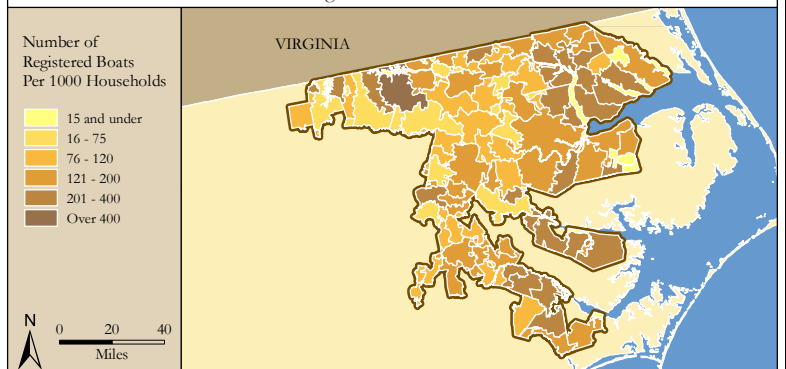 VIRGINIA
Number of
Registered Boats
Per 1000 Households
15 and under
16 - 75
76 - 120
121 - 200
201 - 400
Over 400
N
0 20 40
Miles